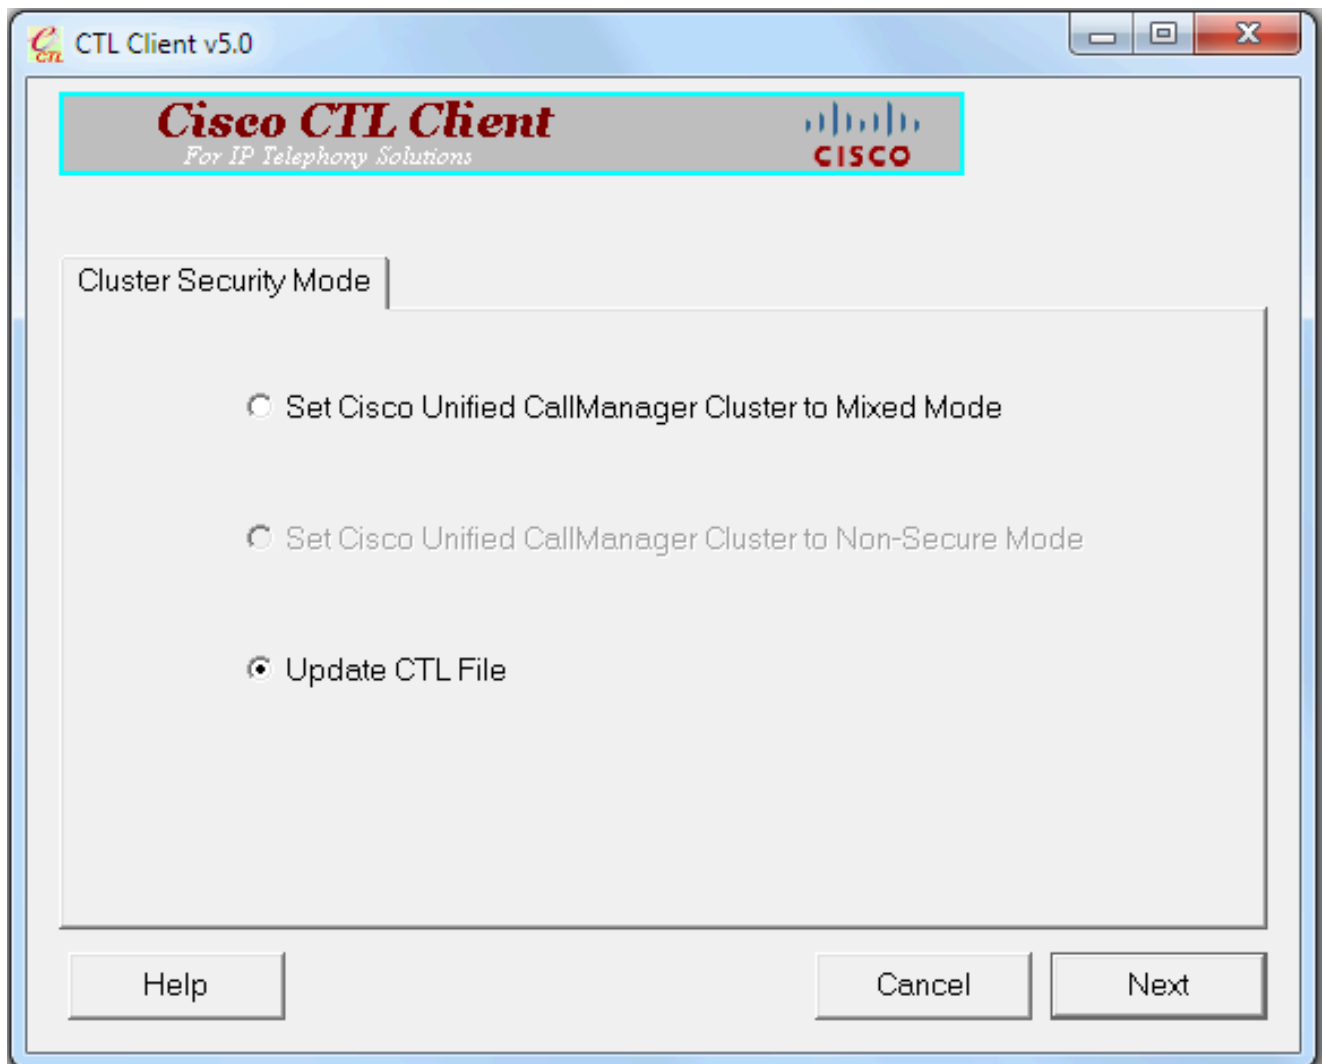 CTL
CTL Client v5.0
Cisco CTL Client
For IP Telephony Solutions
CISCO
Cluster Security Mode
Set Cisco Unified CallManager Cluster to Mixed Mode
Set Cisco Unified CallManager Cluster to Non-Secure Mode
Update CTL File
Help
Cancel
Next